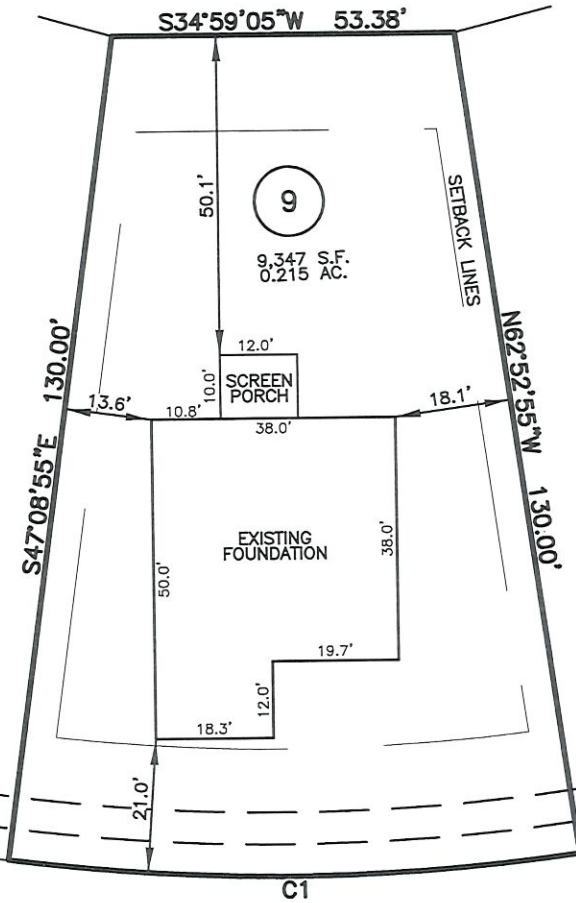 S34°59'05"W 53.38'
50.1'
9
9,347 S.F.
0.215 AC.
SETBACK LINES
12.0'
10.0'
SCREEN
PORCH
S47°08'55"E 130.00'
N62°52'55"W 130.00'
13.6'
18.1'
10.8'
38.0'
EXISTING
FOUNDATION
50.0'
38.0'
19.7'
12.0'
18.3'
21.0'
C1